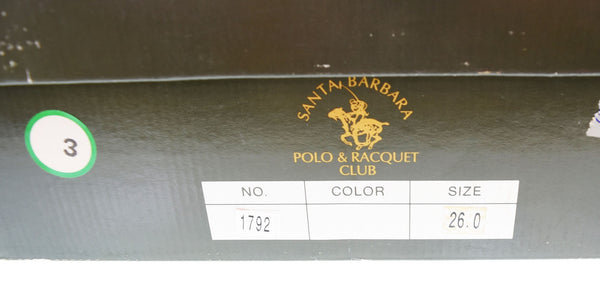 3
SANTA BARBARA
POLO & RACQUET
CLUB
NO. COLOR SIZE
1792 26.0